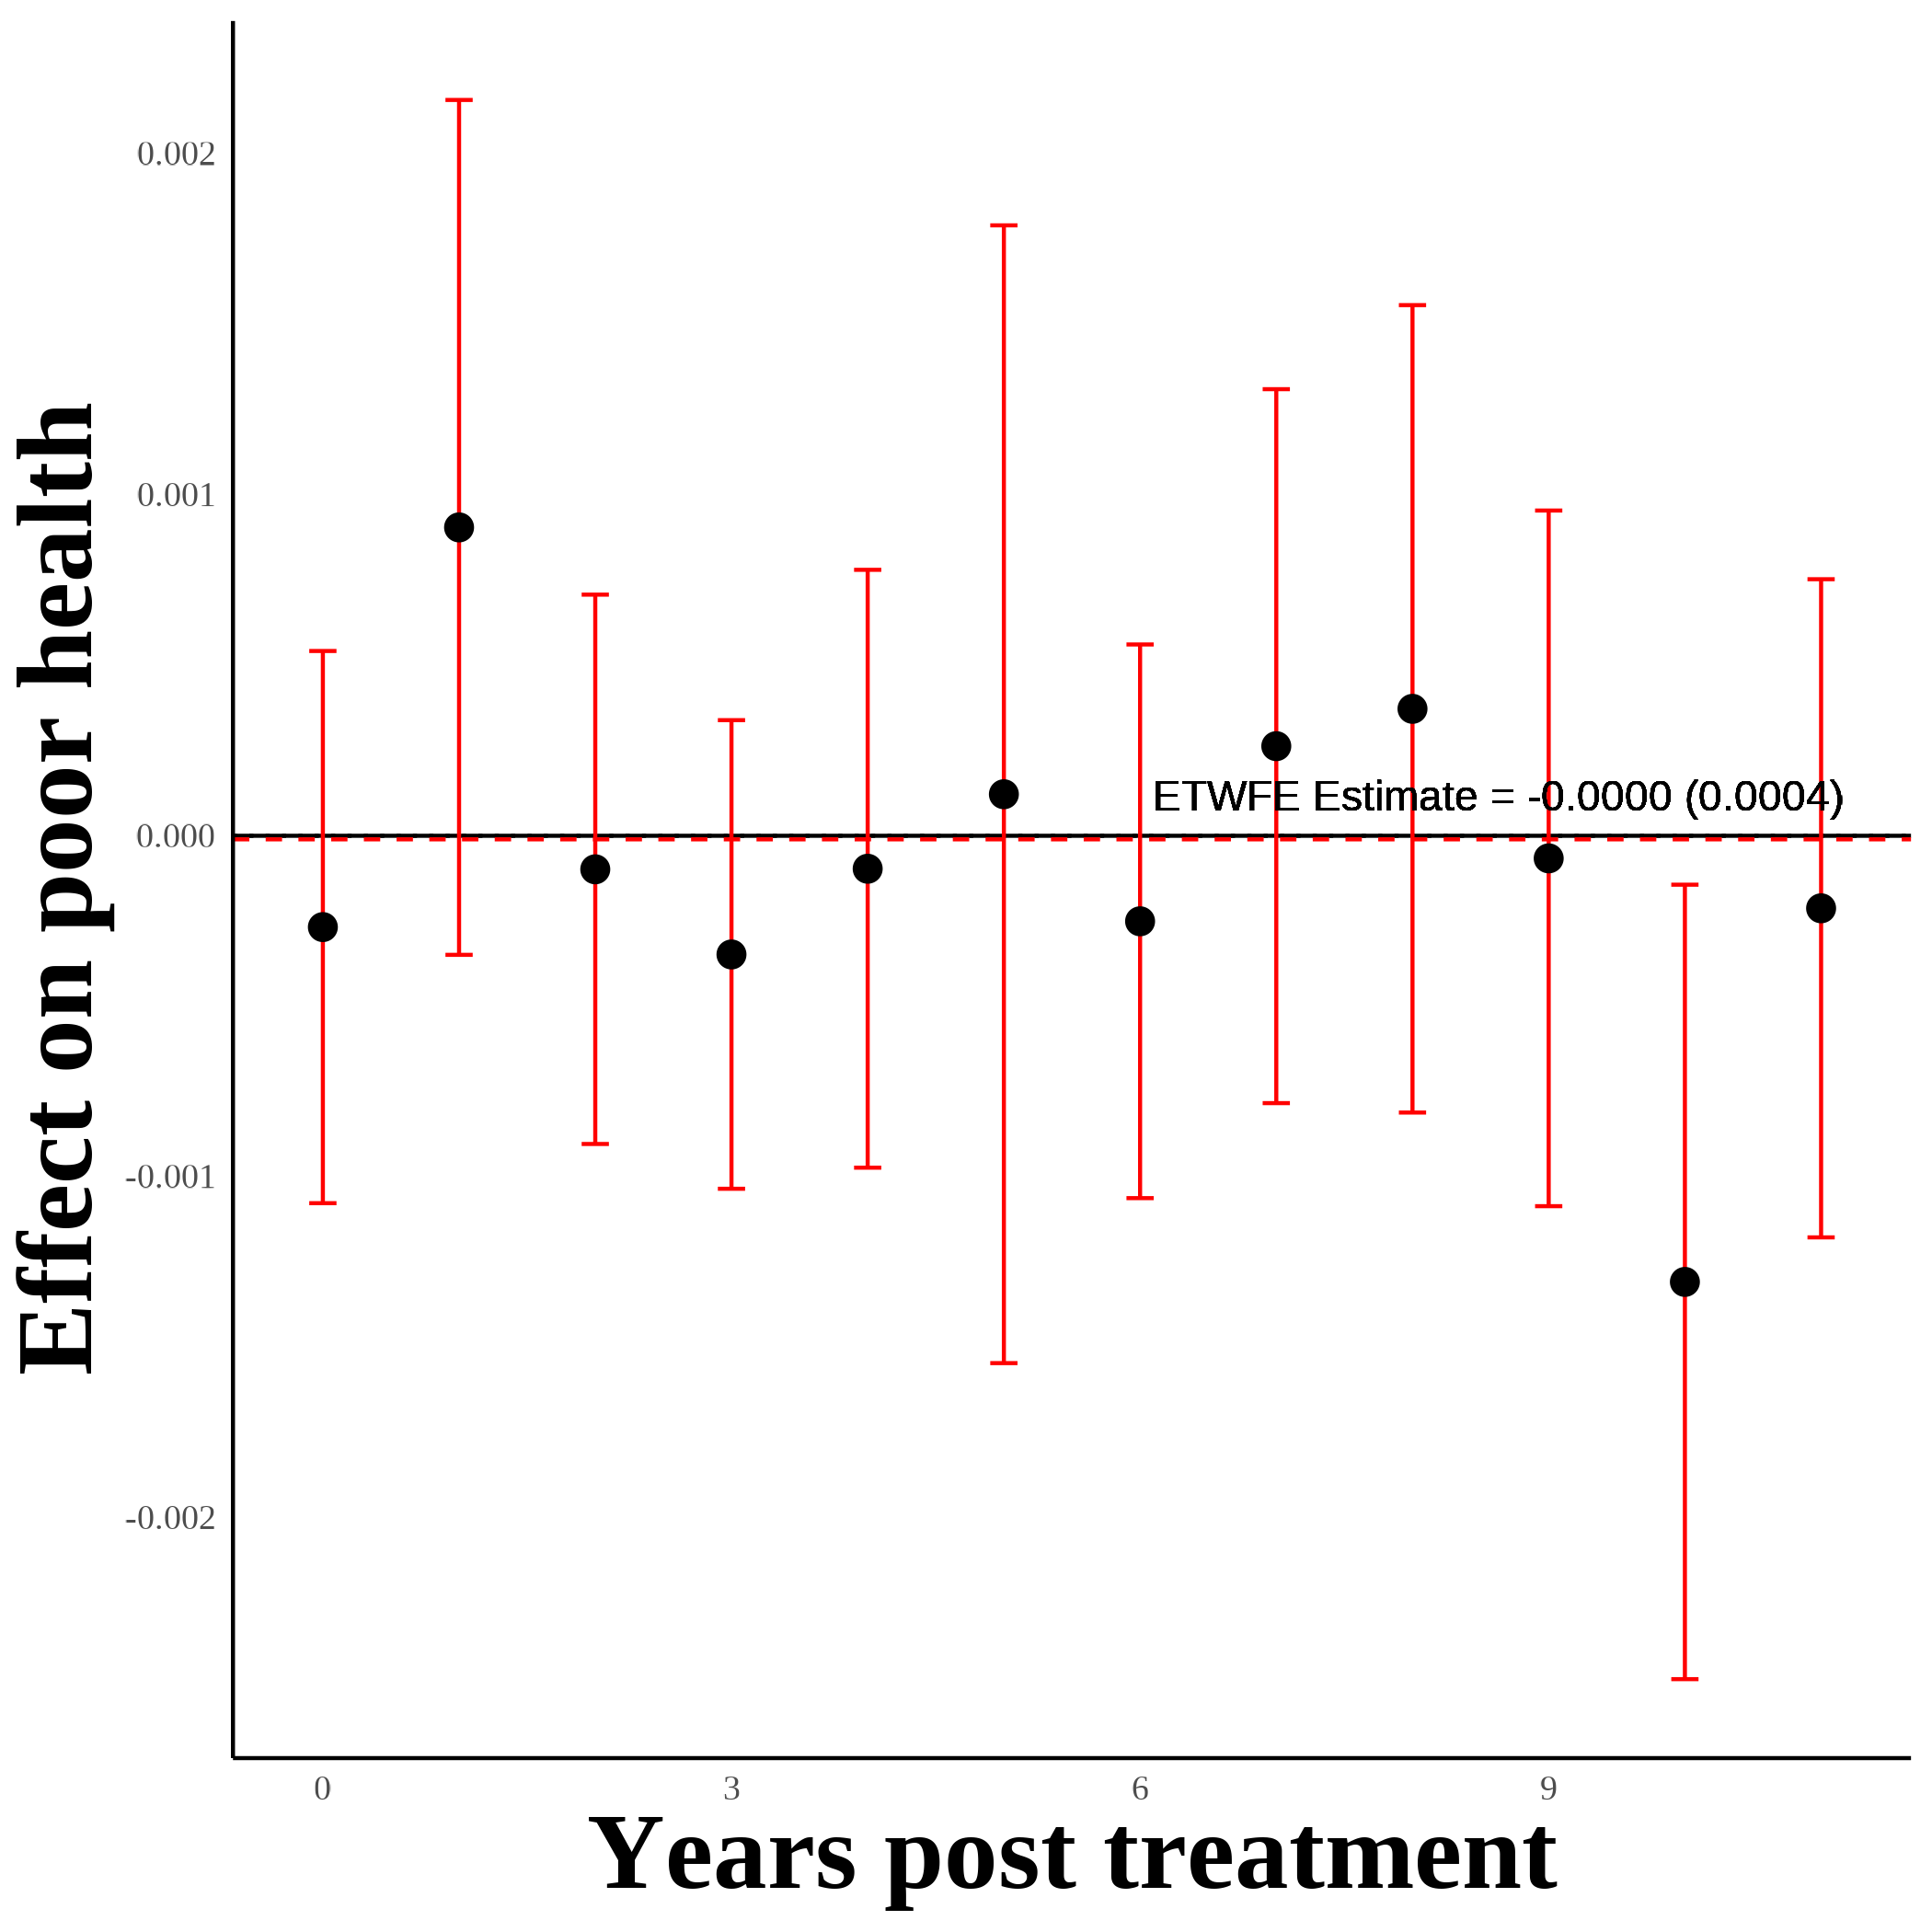 Effect on poor health
0.002
0.001
0.000
-0.001
-0.002
ETWFE Estimate = -0.0000 (0.0004)
0 3 6 9
Years post treatment